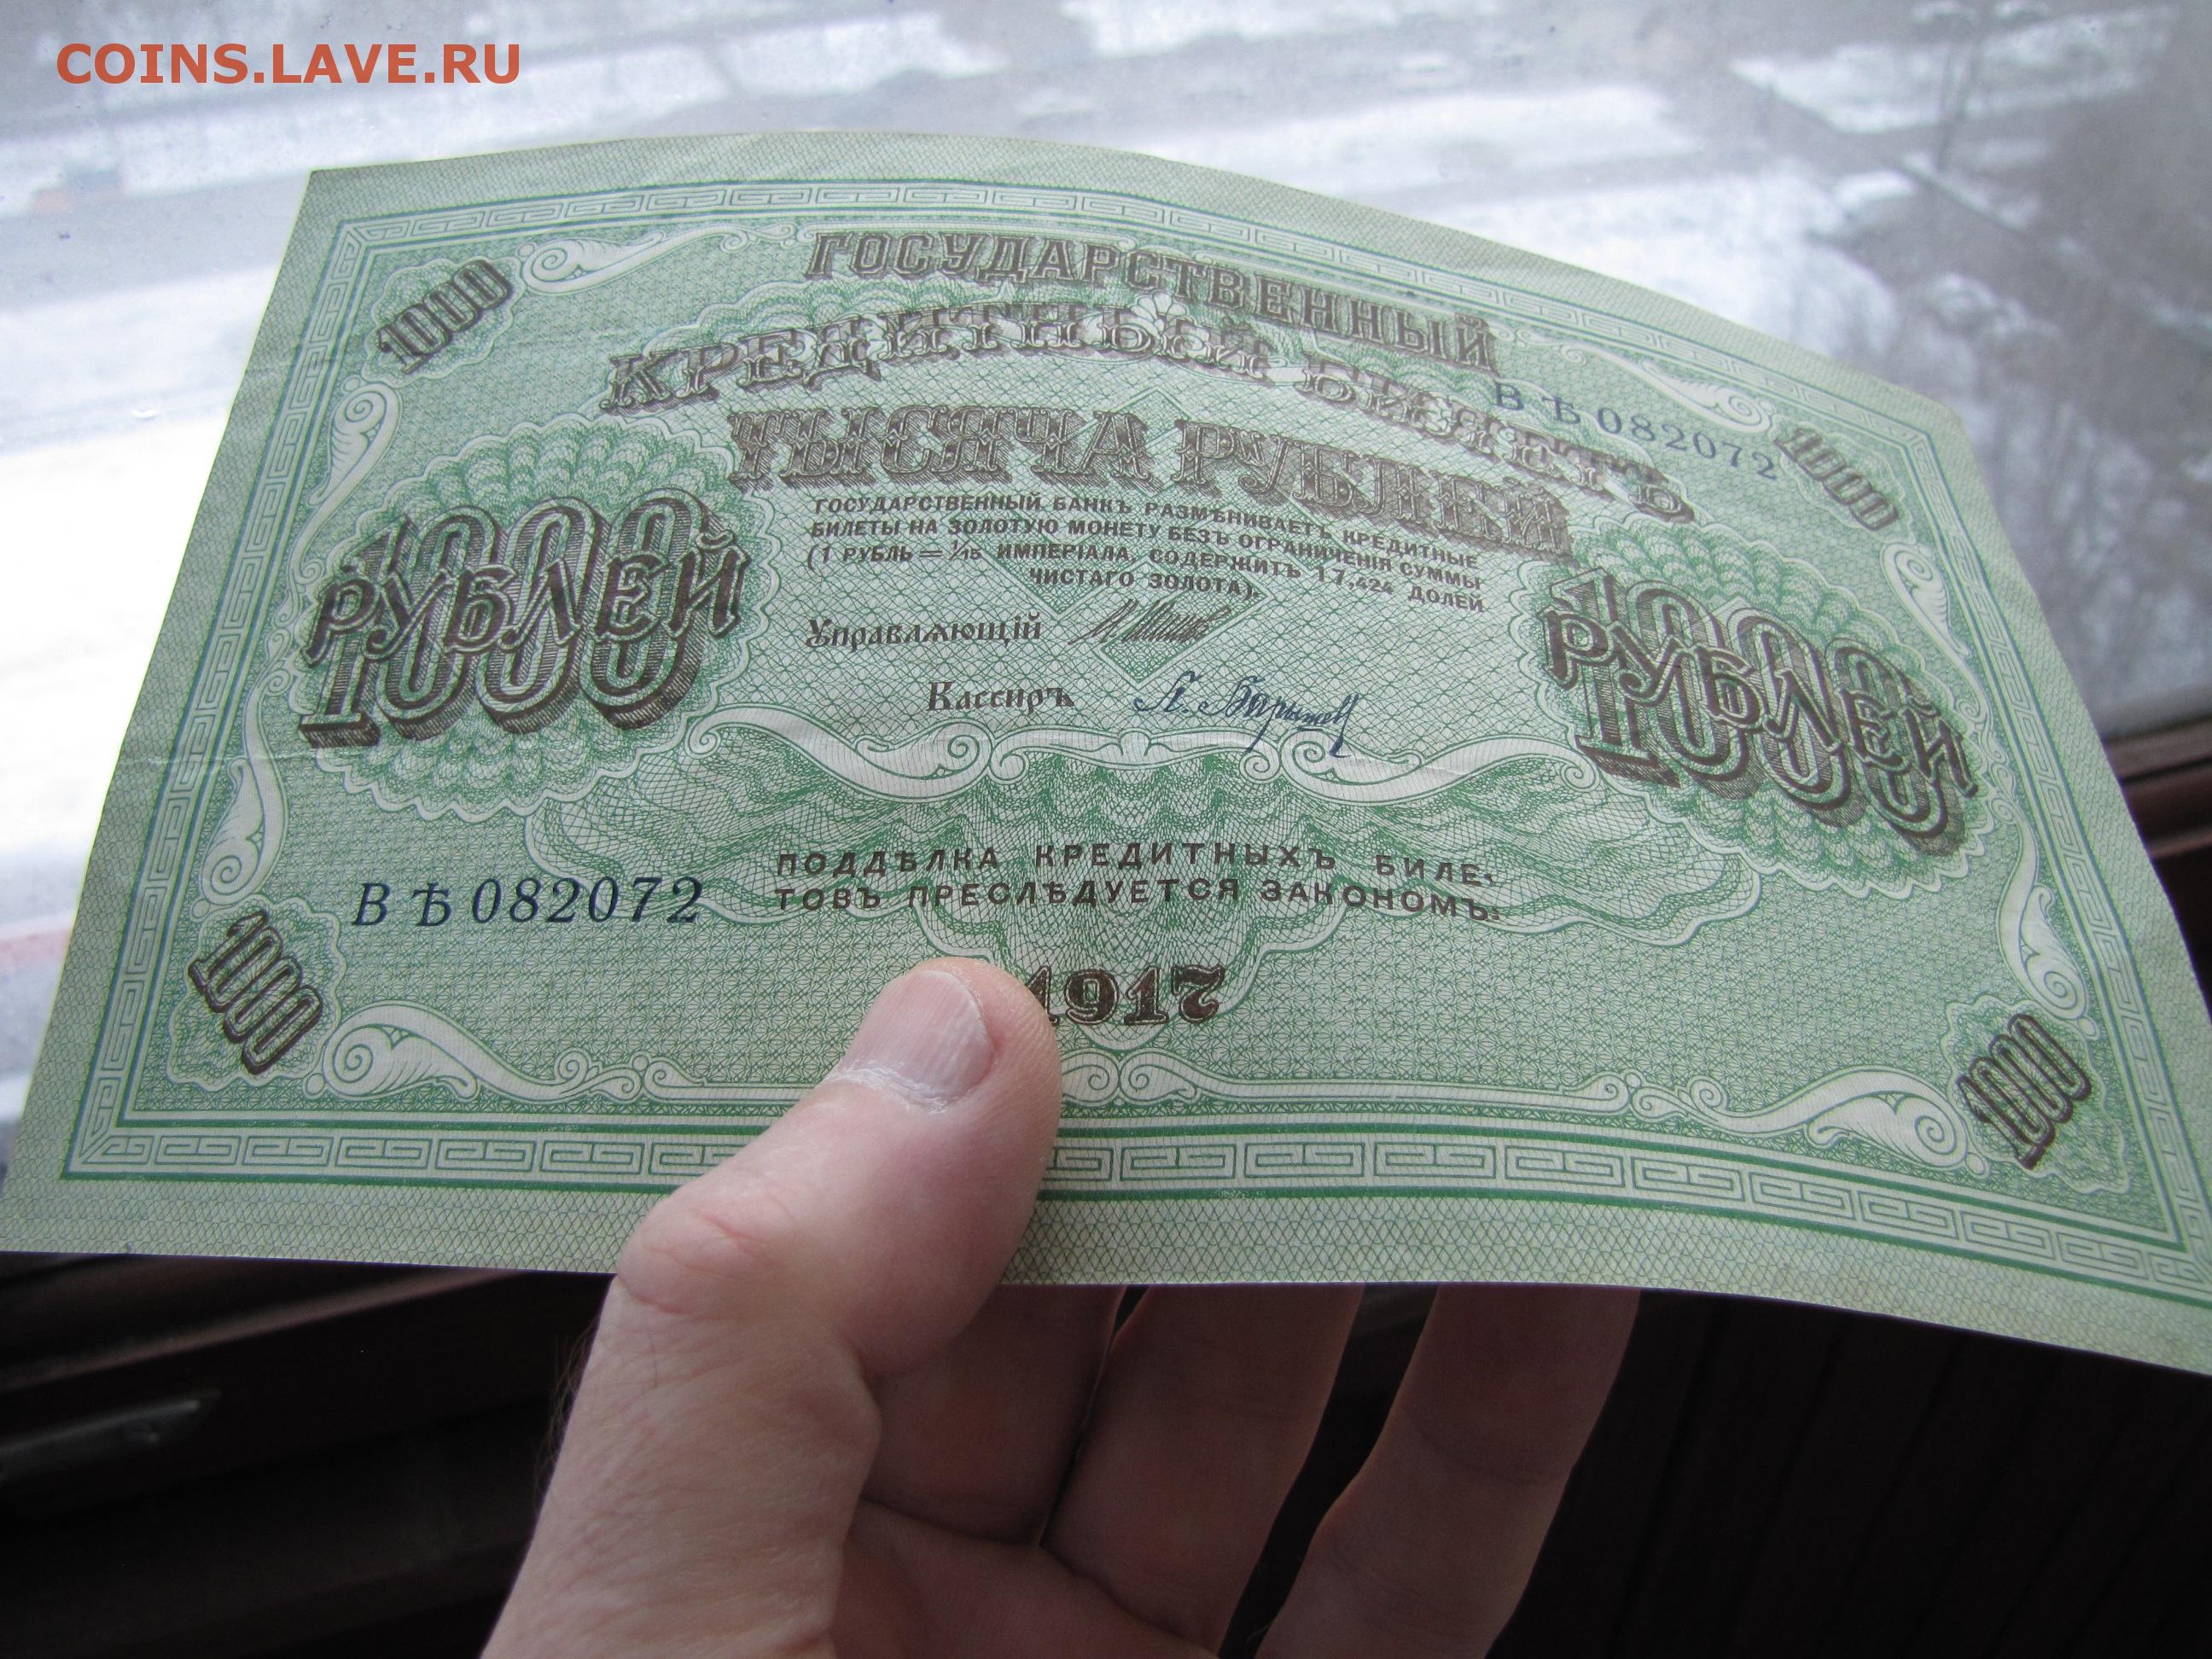 COINS.LAVE.RU
1000
ГОСУДАРСТВЕННЫЙ
КРЕДИТНЫЙ БИЛЕТЪ
ВѢ 082072
1000
ТЫСЯЧА РУБЛЕЙ
1000
РУБЛЕЙ
ГОСУДАРСТВЕННЫЙ БАНКЪ РАЗМѢНИВАЕТЪ КРЕДИТНЫЕ
БИЛЕТЫ НА ЗОЛОТУЮ МОНЕТУ БЕЗЪ ОГРАНИЧЕНІЯ СУММЫ
(1 РУБЛЬ = 1/15 ИМПЕРІАЛА, СОДЕРЖИТЪ 17,424 ДОЛЕЙ
ЧИСТАГО ЗОЛОТА).
1000
РУБЛЕЙ
Управляющій
Кассиръ
ПОДДѢЛКА КРЕДИТНЫХЪ БИЛЕ-
ТОВЪ ПРЕСЛѢДУЕТСЯ ЗАКОНОМЪ.
ВѢ 082072
1917
1000
1000